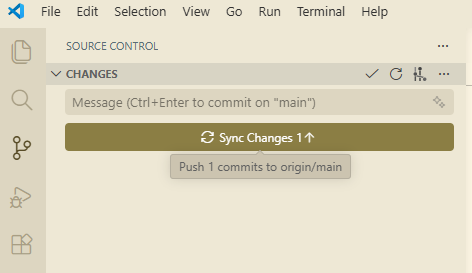 File Edit Selection View Go Run Terminal Help
SOURCE CONTROL
CHANGES
Message (Ctrl+Enter to commit on "main")
Sync Changes 1↑
Push 1 commits to origin/main